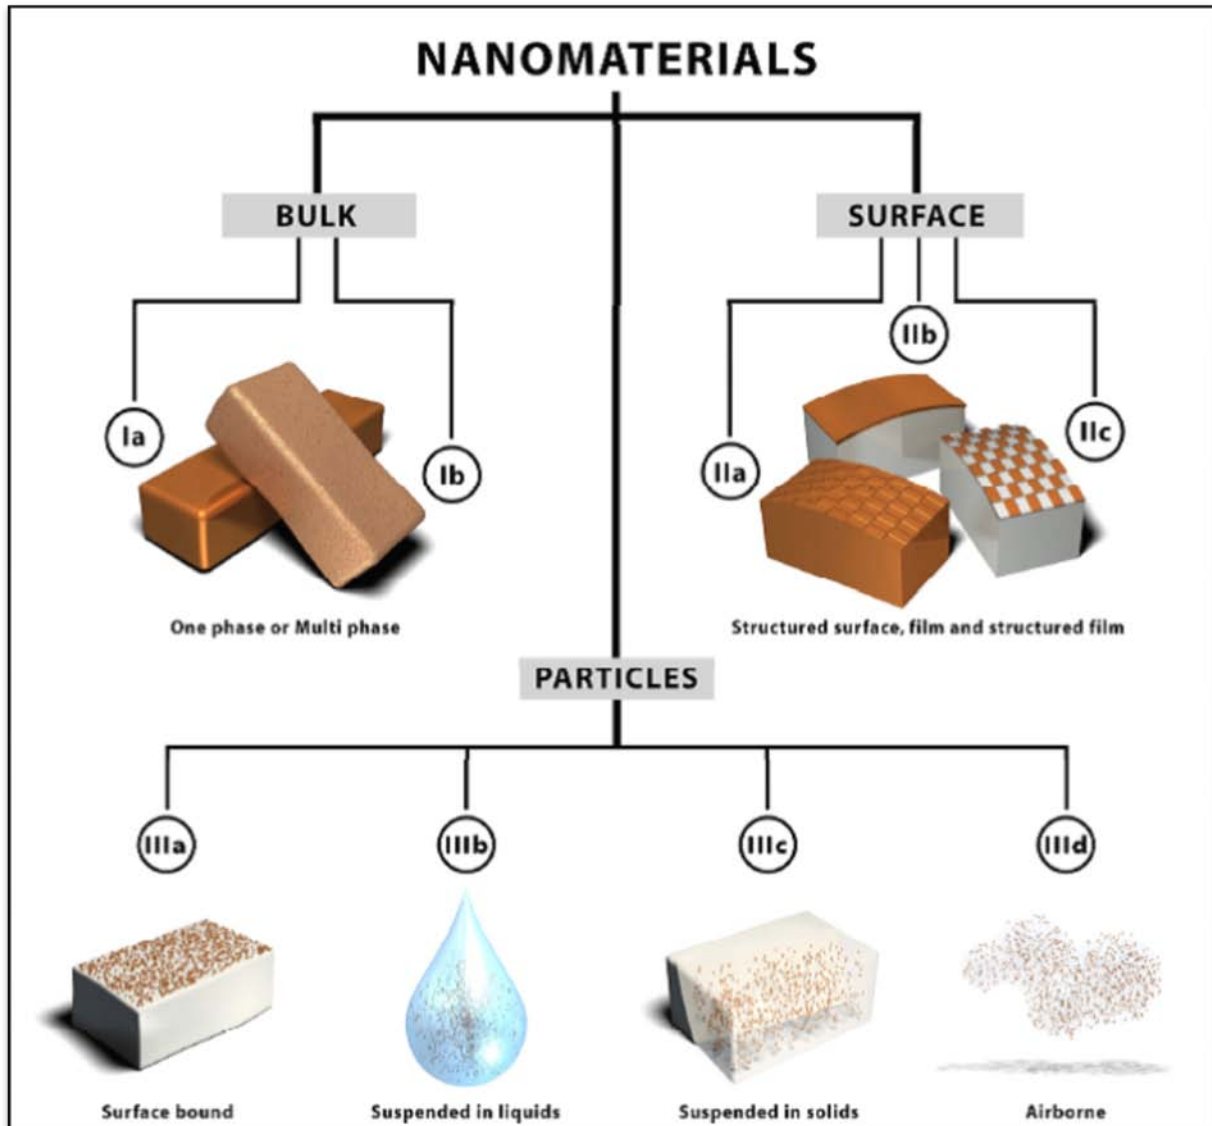 NANOMATERIALS
BULK
SURFACE
IIb
Ia
IIc
Ib
IIa
One phase or Multi phase
Structured surface, film and structured film
PARTICLES
IIIa
IIIb
IIIc
IIId
Surface bound
Suspended in liquids
Suspended in solids
Airborne